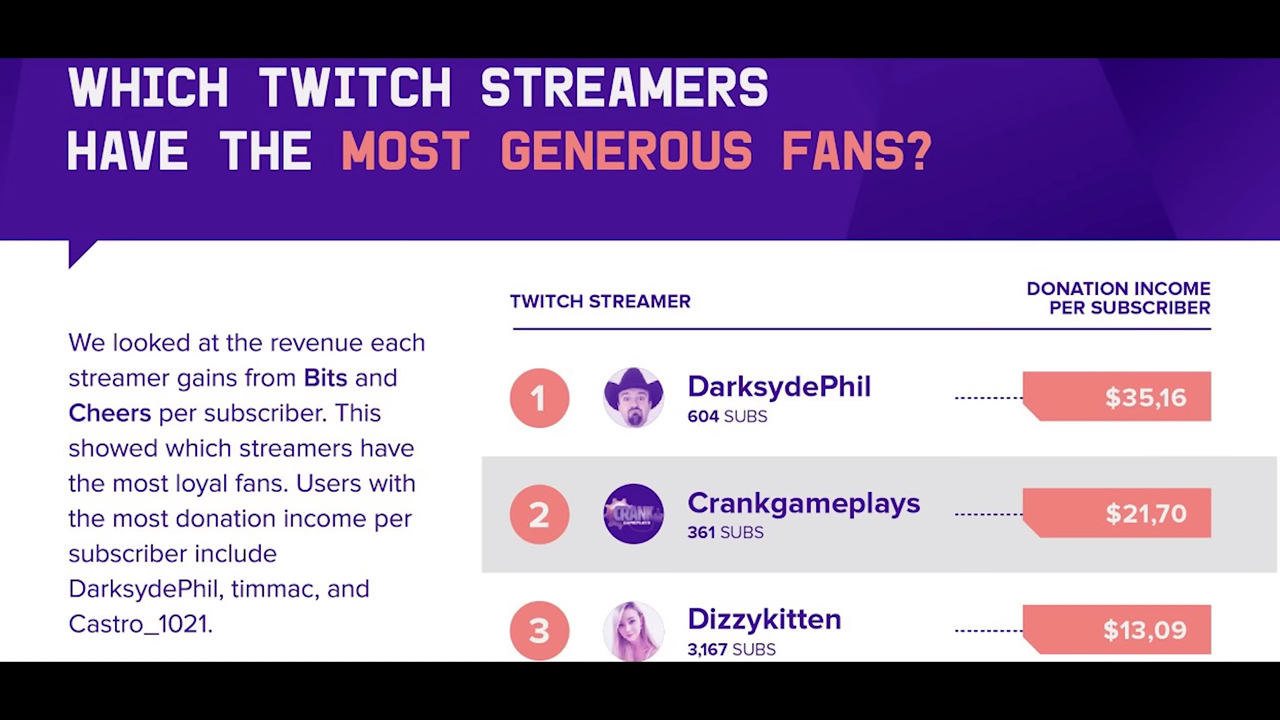 WHICH TWITCH STREAMERS
HAVE THE MOST GENEROUS FANS?
We looked at the revenue each
streamer gains from Bits and
Cheers per subscriber. This
showed which streamers have
the most loyal fans. Users with
the most donation income per
subscriber include
DarksydePhil, timmac, and
Castro_1021.
TWITCH STREAMER
DONATION INCOME
PER SUBSCRIBER
1 DarksydePhil $35,16
604 SUBS
2 CRANK GAMEPLAYS Crankgameplays $21,70
361 SUBS
3 Dizzykitten $13,09
3,167 SUBS